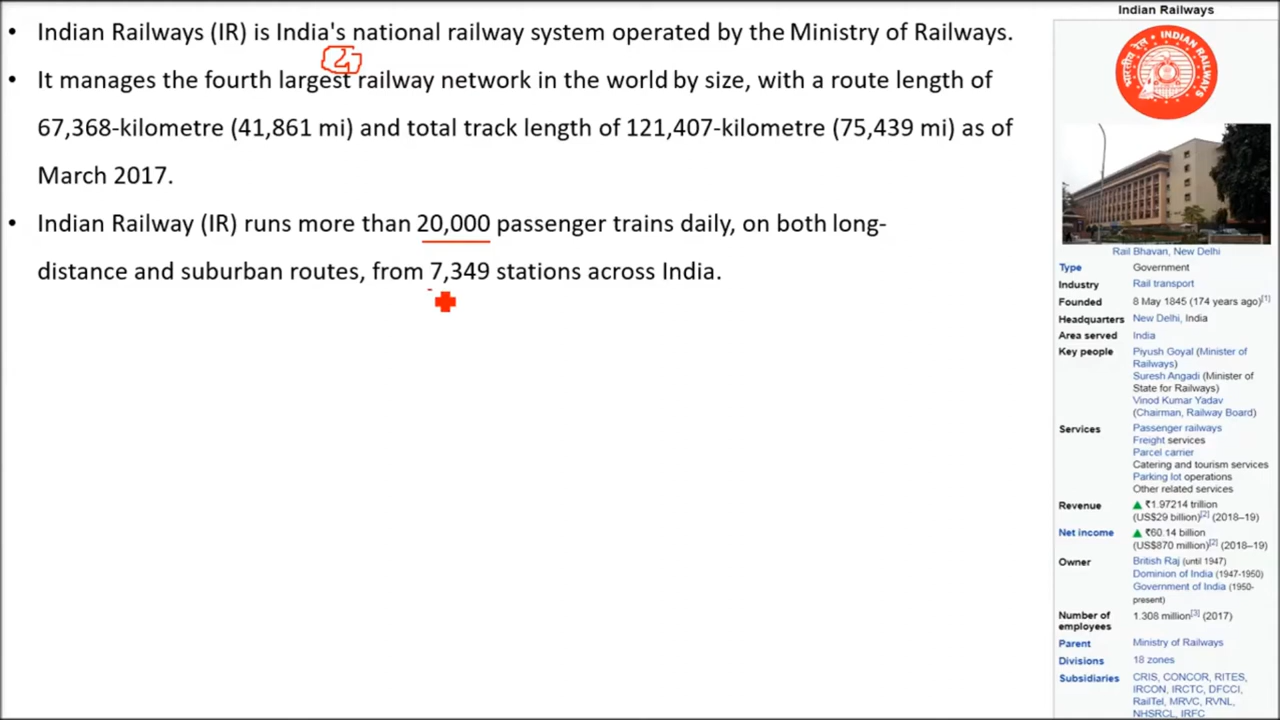 • Indian Railways (IR) is India's national railway system operated by the Ministry of Railways.
4
• It manages the fourth largest railway network in the world by size, with a route length of
67,368-kilometre (41,861 mi) and total track length of 121,407-kilometre (75,439 mi) as of
March 2017.
• Indian Railway (IR) runs more than 20,000 passenger trains daily, on both long-
distance and suburban routes, from 7,349 stations across India.
Indian Railways
भारतीय रेल INDIAN RAILWAYS
Rail Bhavan, New Delhi
Type Government
Industry Rail transport
Founded 8 May 1845 (174 years ago)[1]
Headquarters New Delhi, India
Area served India
Key people Piyush Goyal (Minister of
Railways)
Suresh Angadi (Minister of
State for Railways)
Vinod Kumar Yadav
(Chairman, Railway Board)
Services Passenger railways
Freight services
Parcel carrier
Catering and tourism services
Parking lot operations
Other related services
Revenue ▲ ₹1.97214 trillion
(US$29 billion)[2] (2018–19)
Net income ▲ ₹60.14 billion
(US$870 million)[2] (2018–19)
Owner British Raj (until 1947)
Dominion of India (1947-1950)
Government of India (1950-
present)
Number of employees 1.308 million[3] (2017)
Parent Ministry of Railways
Divisions 18 zones
Subsidiaries CRIS, CONCOR, RITES,
IRCON, IRCTC, DFCCI,
RailTel, MRVC, RVNL,
NHSRCL, IRFC